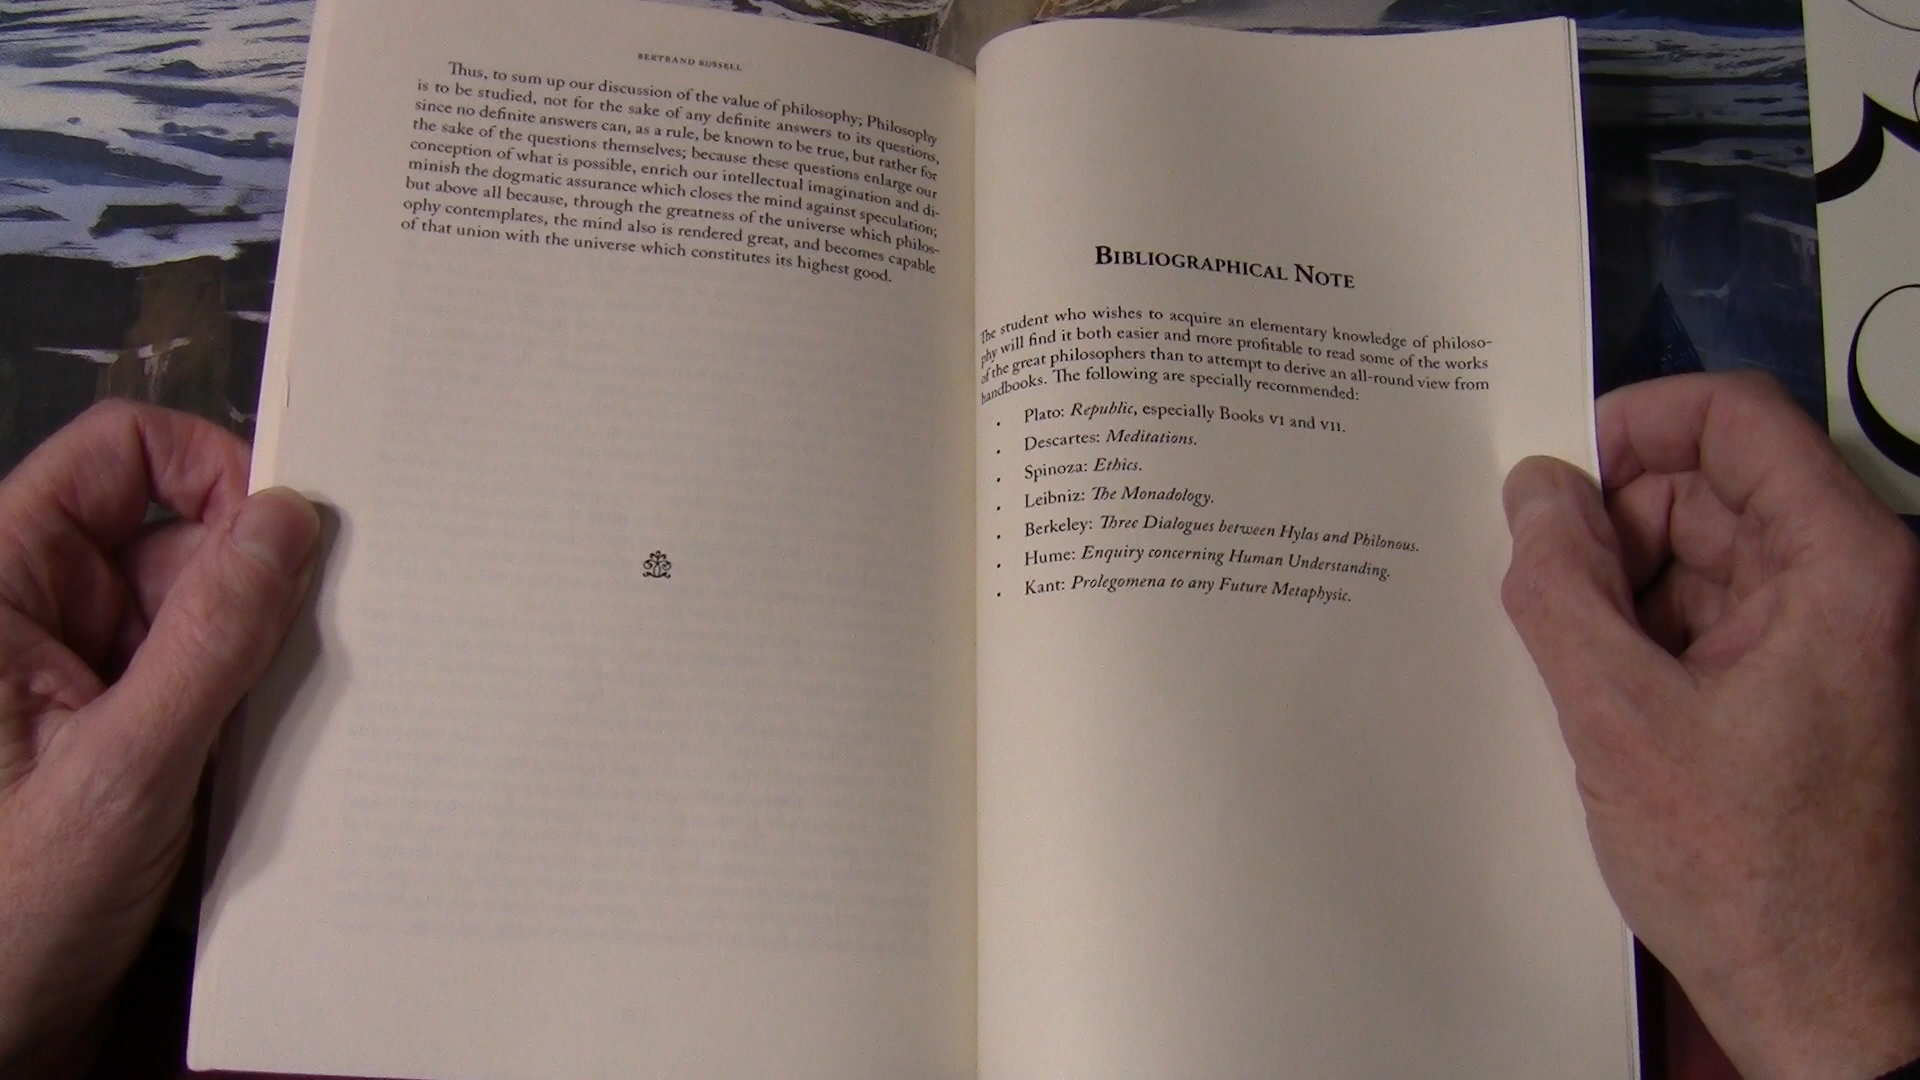 BERTRAND RUSSELL
Thus, to sum up our discussion of the value of philosophy; Philosophy
is to be studied, not for the sake of any definite answers to its questions,
since no definite answers can, as a rule, be known to be true, but rather for
the sake of the questions themselves; because these questions enlarge our
conception of what is possible, enrich our intellectual imagination and di-
minish the dogmatic assurance which closes the mind against speculation;
but above all because, through the greatness of the universe which philos-
ophy contemplates, the mind also is rendered great, and becomes capable
of that union with the universe which constitutes its highest good.
BIBLIOGRAPHICAL NOTE
The student who wishes to acquire an elementary knowledge of philoso-
phy will find it both easier and more profitable to read some of the works
of the great philosophers than to attempt to derive an all-round view from
handbooks. The following are specially recommended:
• Plato: Republic, especially Books VI and VII.
• Descartes: Meditations.
• Spinoza: Ethics.
• Leibniz: The Monadology.
• Berkeley: Three Dialogues between Hylas and Philonous.
• Hume: Enquiry concerning Human Understanding.
• Kant: Prolegomena to any Future Metaphysic.